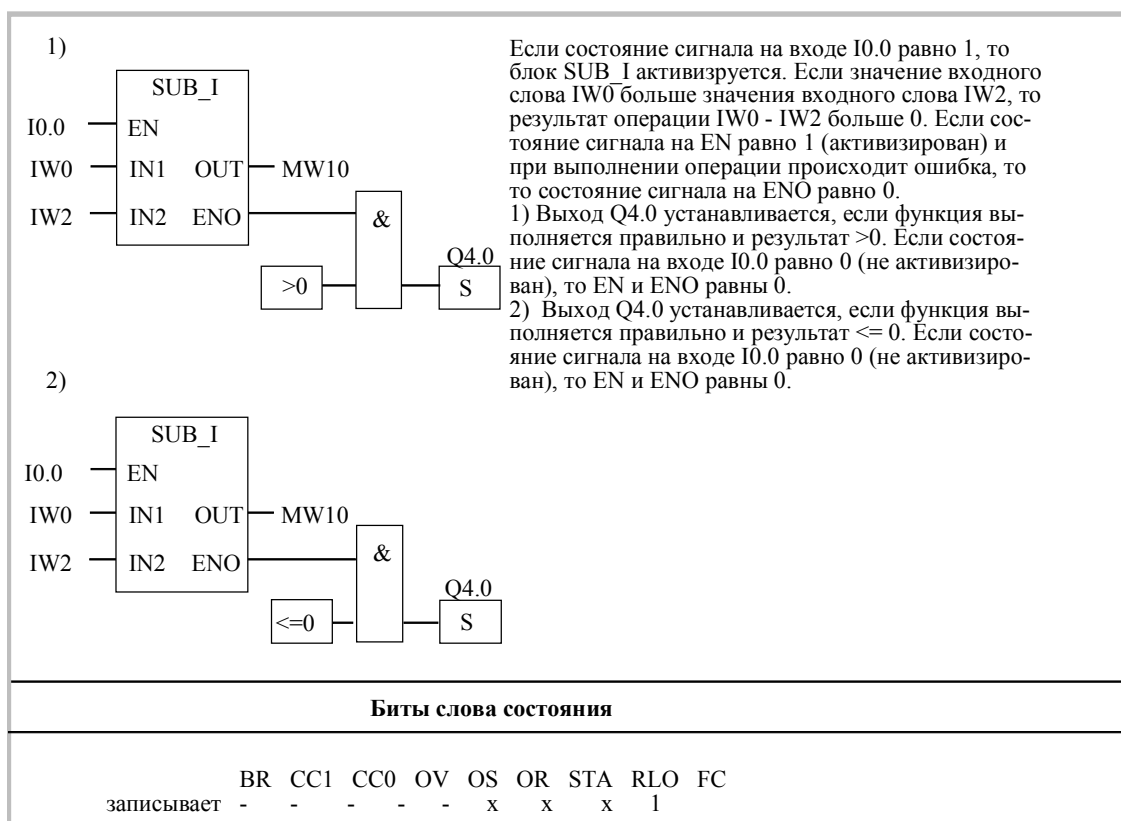 1)
SUB_I
I0.0 EN
IW0 IN1 OUT MW10
IW2 IN2 ENO
&
>0
Q4.0
S
Если состояние сигнала на входе I0.0 равно 1, то
блок SUB_I активизруется. Если значение входного
слова IW0 больше значения входного слова IW2, то
результат операции IW0 - IW2 больше 0. Если сос-
тояние сигнала на EN равно 1 (активизирован) и
при выполнении операции происходит ошибка, то
то состояние сигнала на ENO равно 0.
1) Выход Q4.0 устанавливается, если функция вы-
полняется правильно и результат >0. Если состоя-
ние сигнала на входе I0.0 равно 0 (не активизиро-
ван), то EN и ENO равны 0.
2) Выход Q4.0 устанавливается, если функция вы-
полняется правильно и результат <= 0. Если состо-
яние сигнала на входе I0.0 равно 0 (не активизиро-
ван), то EN и ENO равны 0.
2)
SUB_I
I0.0 EN
IW0 IN1 OUT MW10
IW2 IN2 ENO
&
<=0
Q4.0
S
Биты слова состояния
BR CC1 CC0 OV OS OR STA RLO FC
записывает - - - - - x x x 1